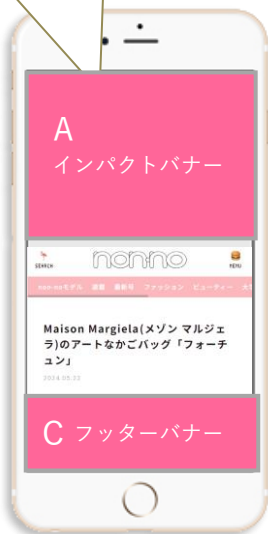 A
インパクトバナー
SEARCH
non-no
MENU
non-noモデル 連載 最新号 ファッション ビューティー
Maison Margiela(メゾン マルジェ
ラ)のアートなかごバッグ「フォーチ
ュン」
2024.05.22
C フッターバナー